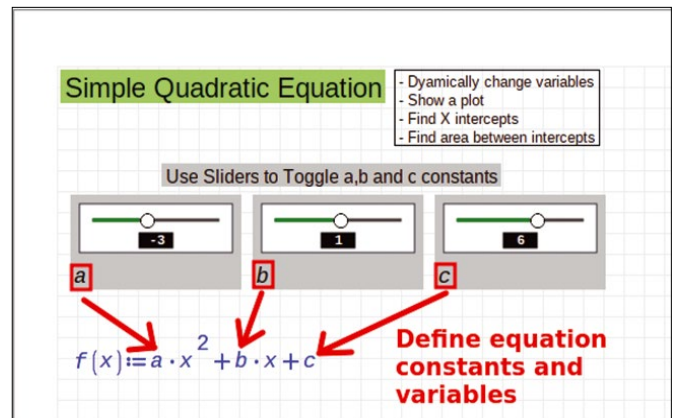 Simple Quadratic Equation
- Dyamically change variables
- Show a plot
- Find X intercepts
- Find area between intercepts
Use Sliders to Toggle a,b and c constants
-3
1
6
a
b
c
f(x):=a·x²+b·x+c
Define equation
constants and
variables